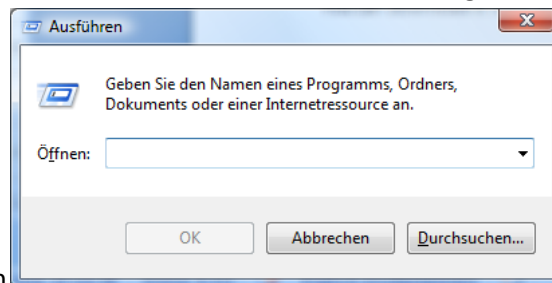 Ausführen
Geben Sie den Namen eines Programms, Ordners,
Dokuments oder einer Internetressource an.
Öffnen:
OK Abbrechen Durchsuchen...